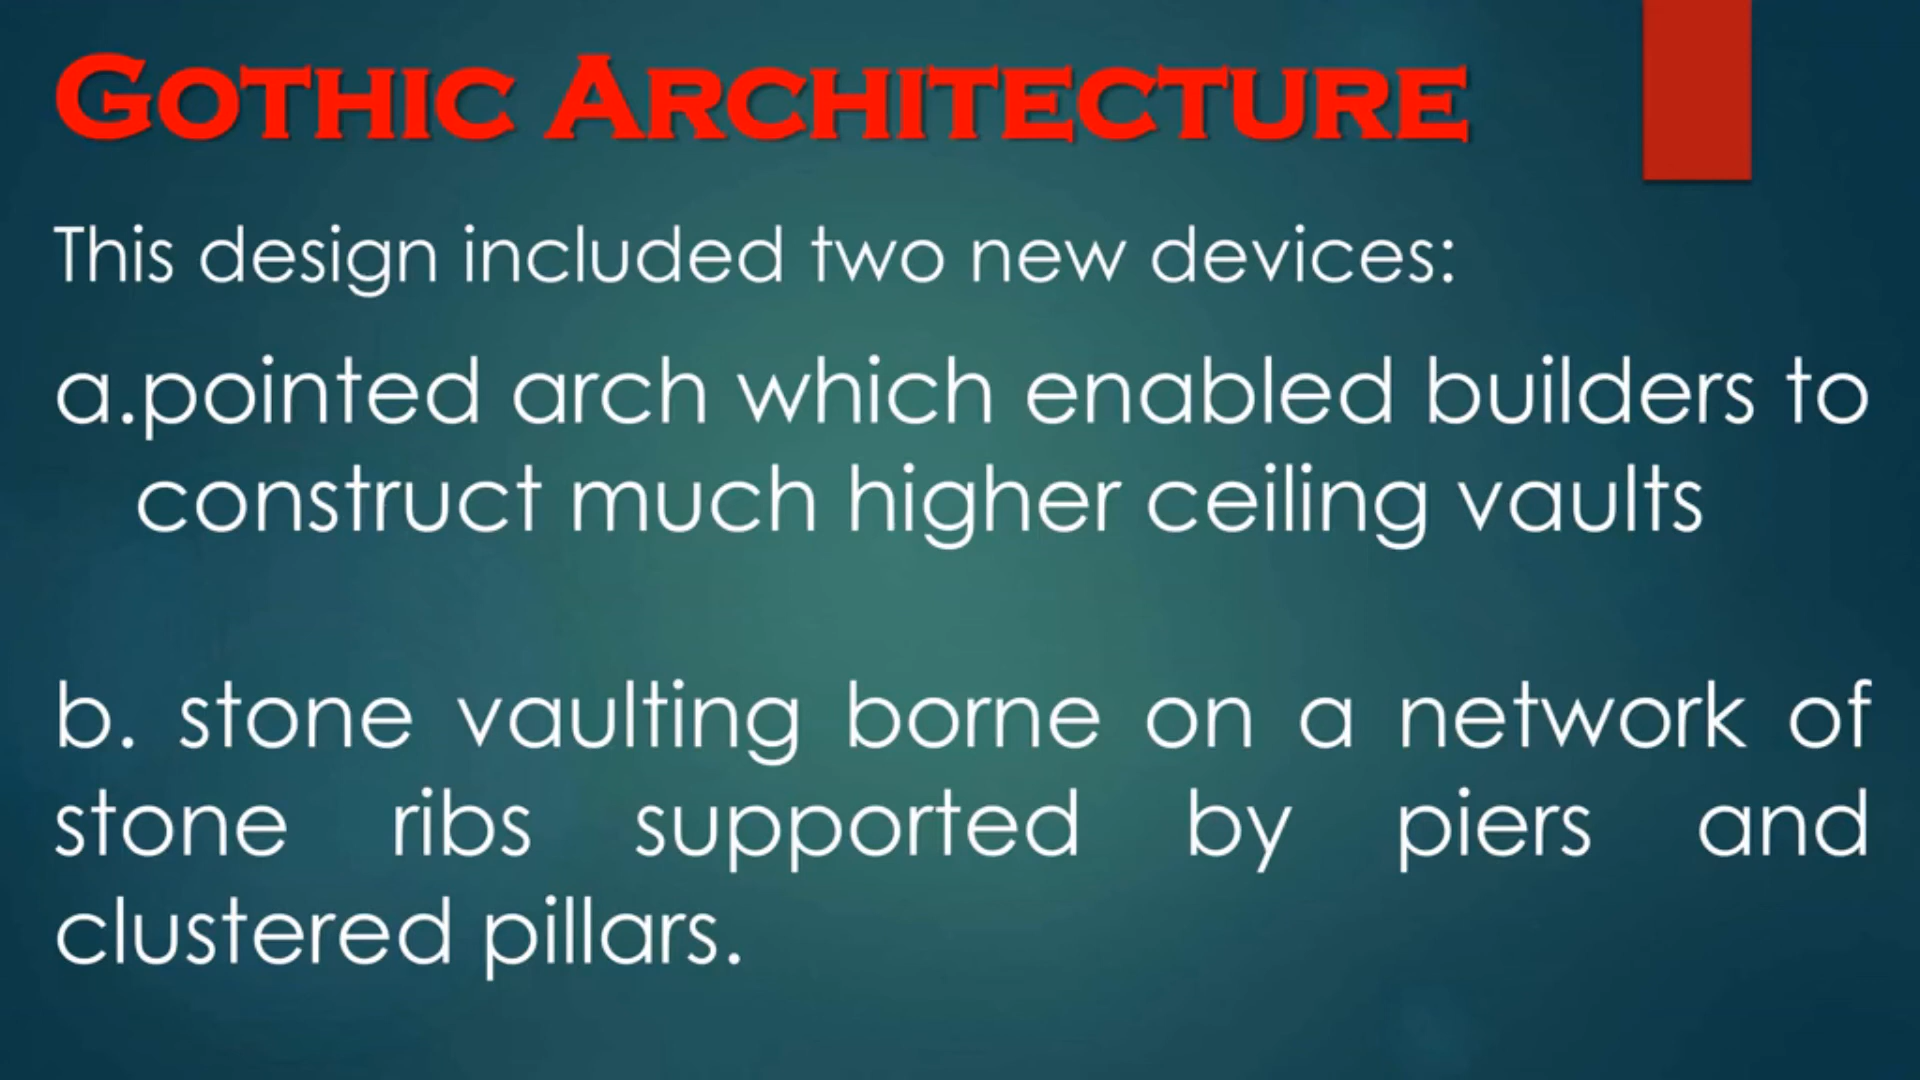 GOTHIC ARCHITECTURE
This design included two new devices:
a.pointed arch which enabled builders to
construct much higher ceiling vaults
b. stone vaulting borne on a network of
stone ribs supported by piers and
clustered pillars.